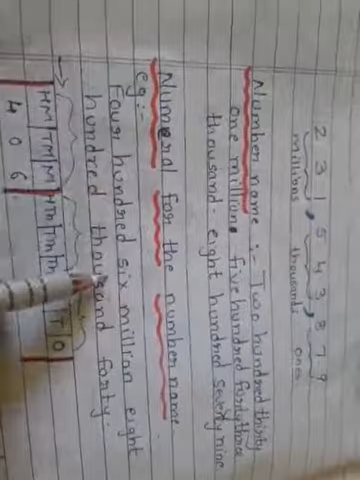 2 3 1, 5 4 3, 8 7 9
millions thousands ones
Number name :- Two hundred thirty
one million, five hundred forty three
thousand. eight hundred seventy nine
Numeral for the number name.
eg:-
Four hundred six million eight
hundred thousand forty.
HM TM M HTh TTh Th T O
4 0 6